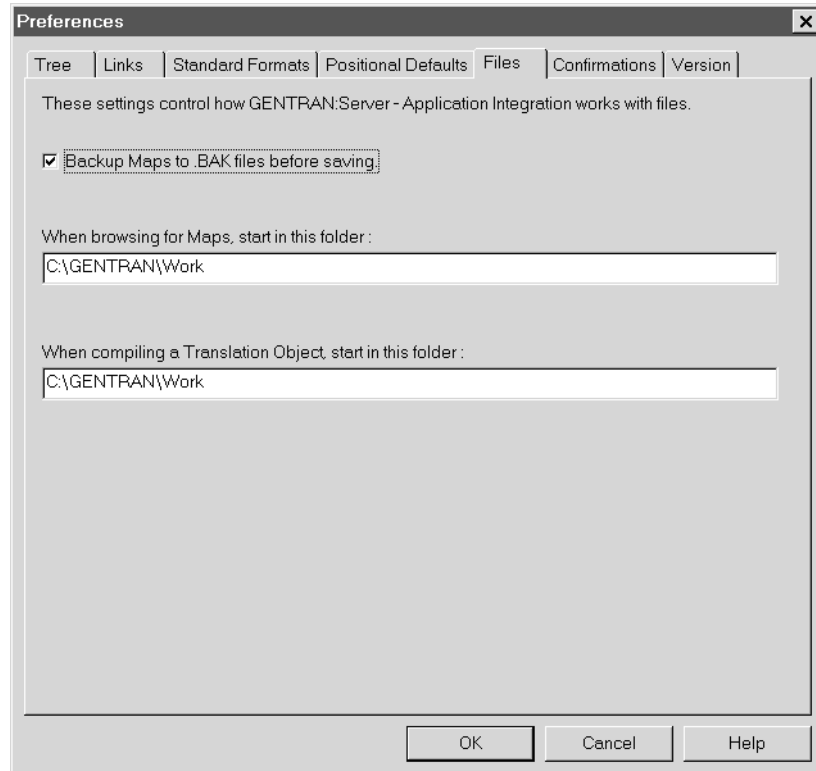 Preferences
Tree Links Standard Formats Positional Defaults Files Confirmations Version
These settings control how GENTRAN:Server - Application Integration works with files.
Backup Maps to .BAK files before saving.
When browsing for Maps, start in this folder :
C:\GENTRAN\Work
When compiling a Translation Object, start in this folder :
C:\GENTRAN\Work
OK Cancel Help